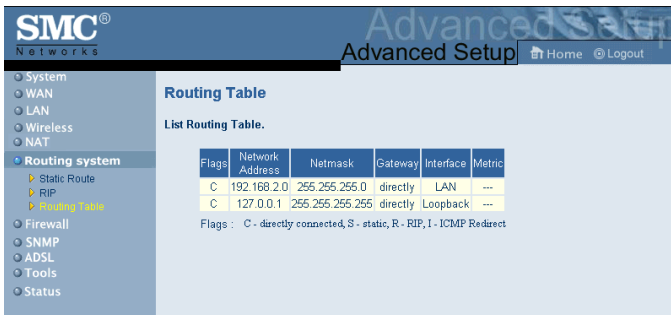 SMC®
Networks
Advanced Setup
Advanced Setup
Home
Logout
System
WAN
LAN
Wireless
NAT
Routing system
Static Route
RIP
Routing Table
Firewall
SNMP
ADSL
Tools
Status
Routing Table
List Routing Table.
Flags Network Address Netmask Gateway Interface Metric
C 192.168.2.0 255.255.255.0 directly LAN ---
C 127.0.0.1 255.255.255.255 directly Loopback ---
Flags : C - directly connected, S - static, R - RIP, I - ICMP Redirect